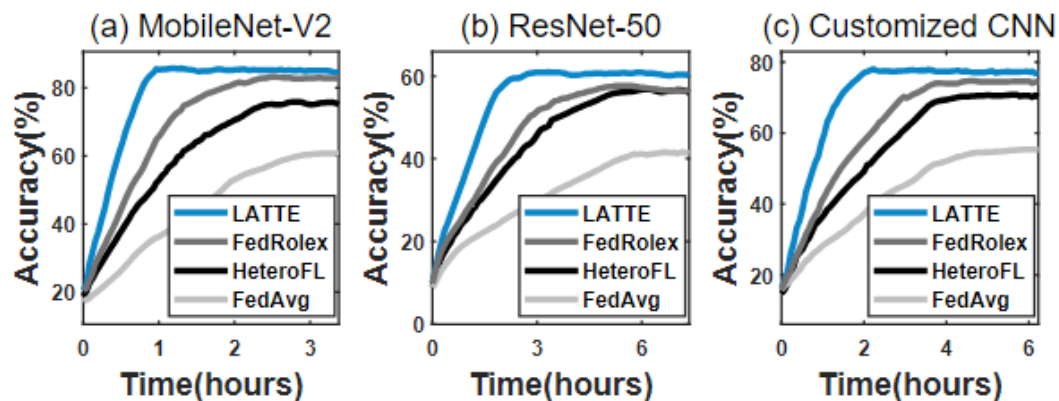 (a) MobileNet-V2
Accuracy(%)
80
60
40
20
0 1 2 3
Time(hours)
LATTE
FedRolex
HeteroFL
FedAvg
(b) ResNet-50
Accuracy(%)
60
40
20
0
0 3 6
Time(hours)
LATTE
FedRolex
HeteroFL
FedAvg
(c) Customized CNN
Accuracy(%)
80
60
40
20
0 2 4 6
Time(hours)
LATTE
FedRolex
HeteroFL
FedAvg